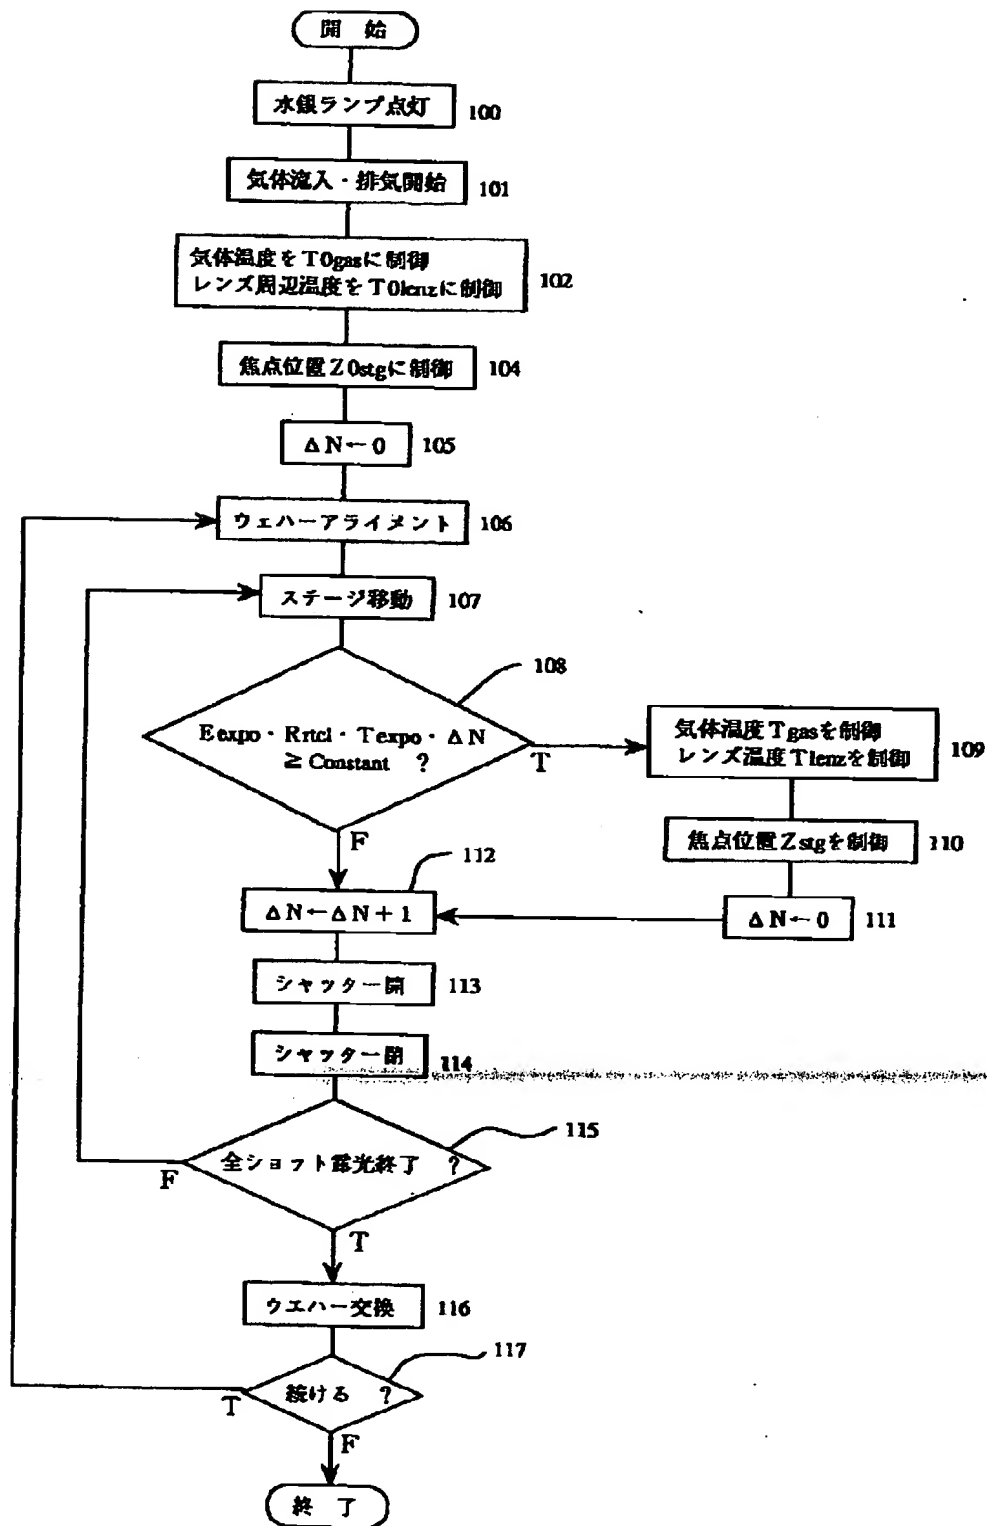 開 始
水銀ランプ点灯 100
気体流入・排気開始 101
気体温度をT0gasに制御
レンズ周辺温度をT0lenzに制御
102
焦点位置Z0stgに制御 104
ΔN←0 105
ウェハーアライメント 106
ステージ移動 107
108
Eexpo・Rrtcl・Texpo・ΔN
≧Constant ?
T
F
気体温度Tgasを制御
レンズ温度Tlenzを制御
109
焦点位置Zstgを制御 110
ΔN←0 111
112
ΔN←ΔN+1
シャッター開 113
シャッター閉 114
115
全ショット露光終了 ?
F
T
ウエハー交換 116
117
続ける ?
T
F
終 了